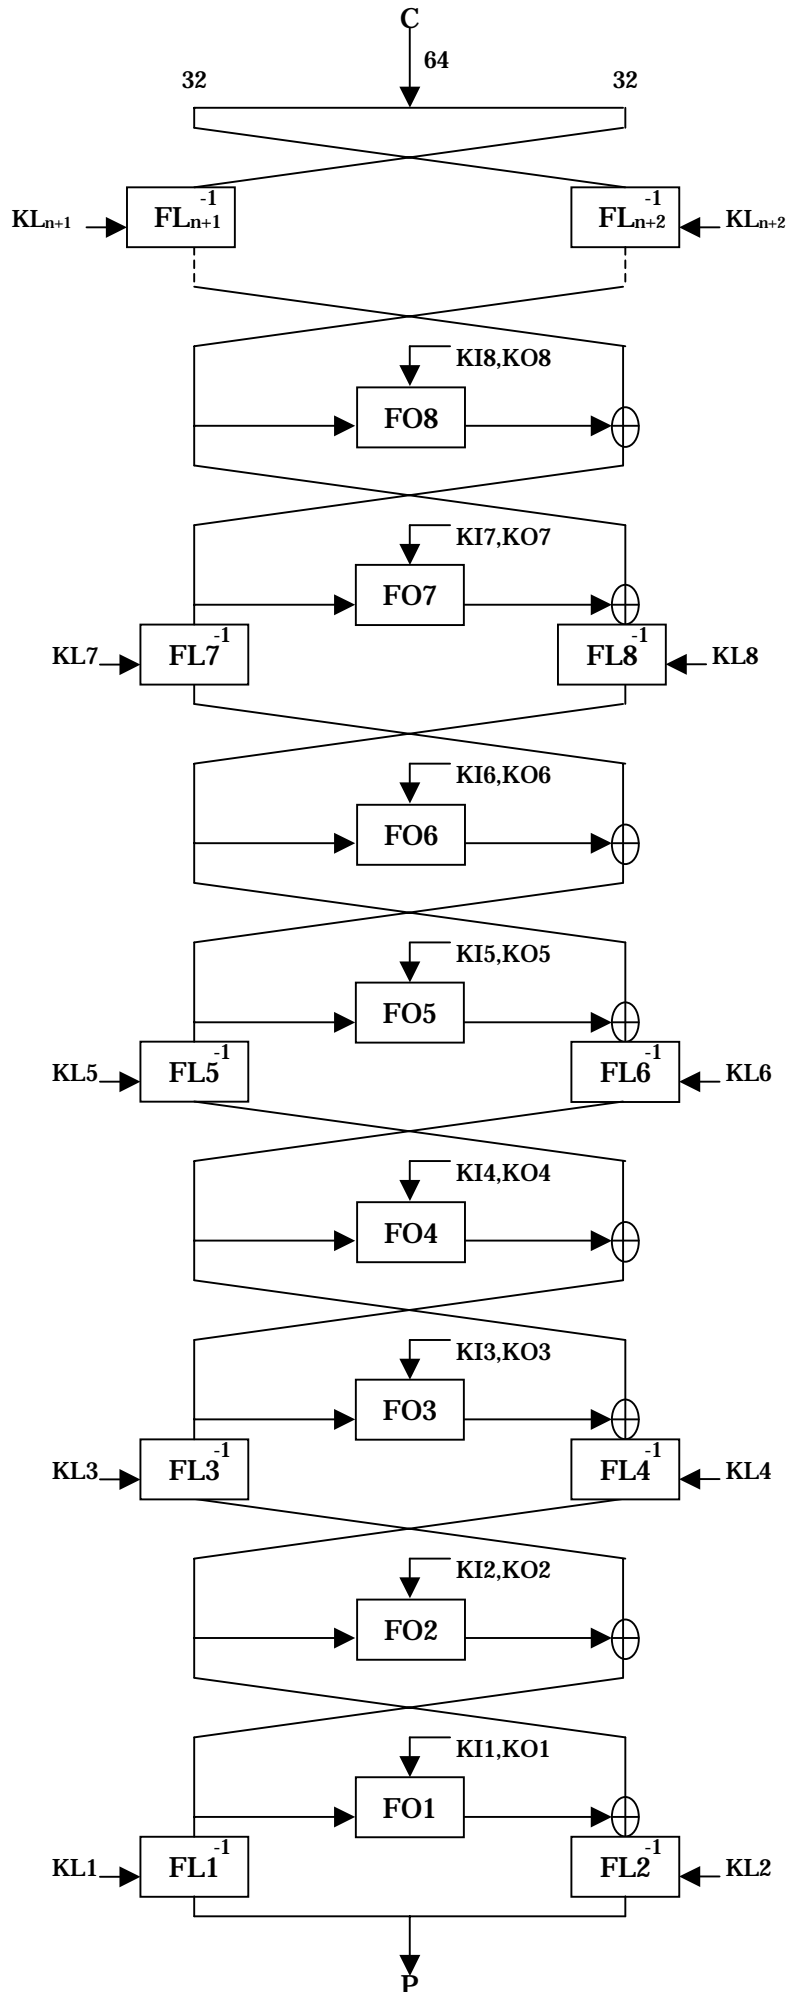 C
64
32 32
KLn+1 FLn+1 -1 FLn+2 -1 KLn+2
KI8,KO8
FO8
KI7,KO7
FO7
KL7 FL7 -1 FL8 -1 KL8
KI6,KO6
FO6
KI5,KO5
FO5
KL5 FL5 -1 FL6 -1 KL6
KI4,KO4
FO4
KI3,KO3
FO3
KL3 FL3 -1 FL4 -1 KL4
KI2,KO2
FO2
KI1,KO1
FO1
KL1 FL1 -1 FL2 -1 KL2
P